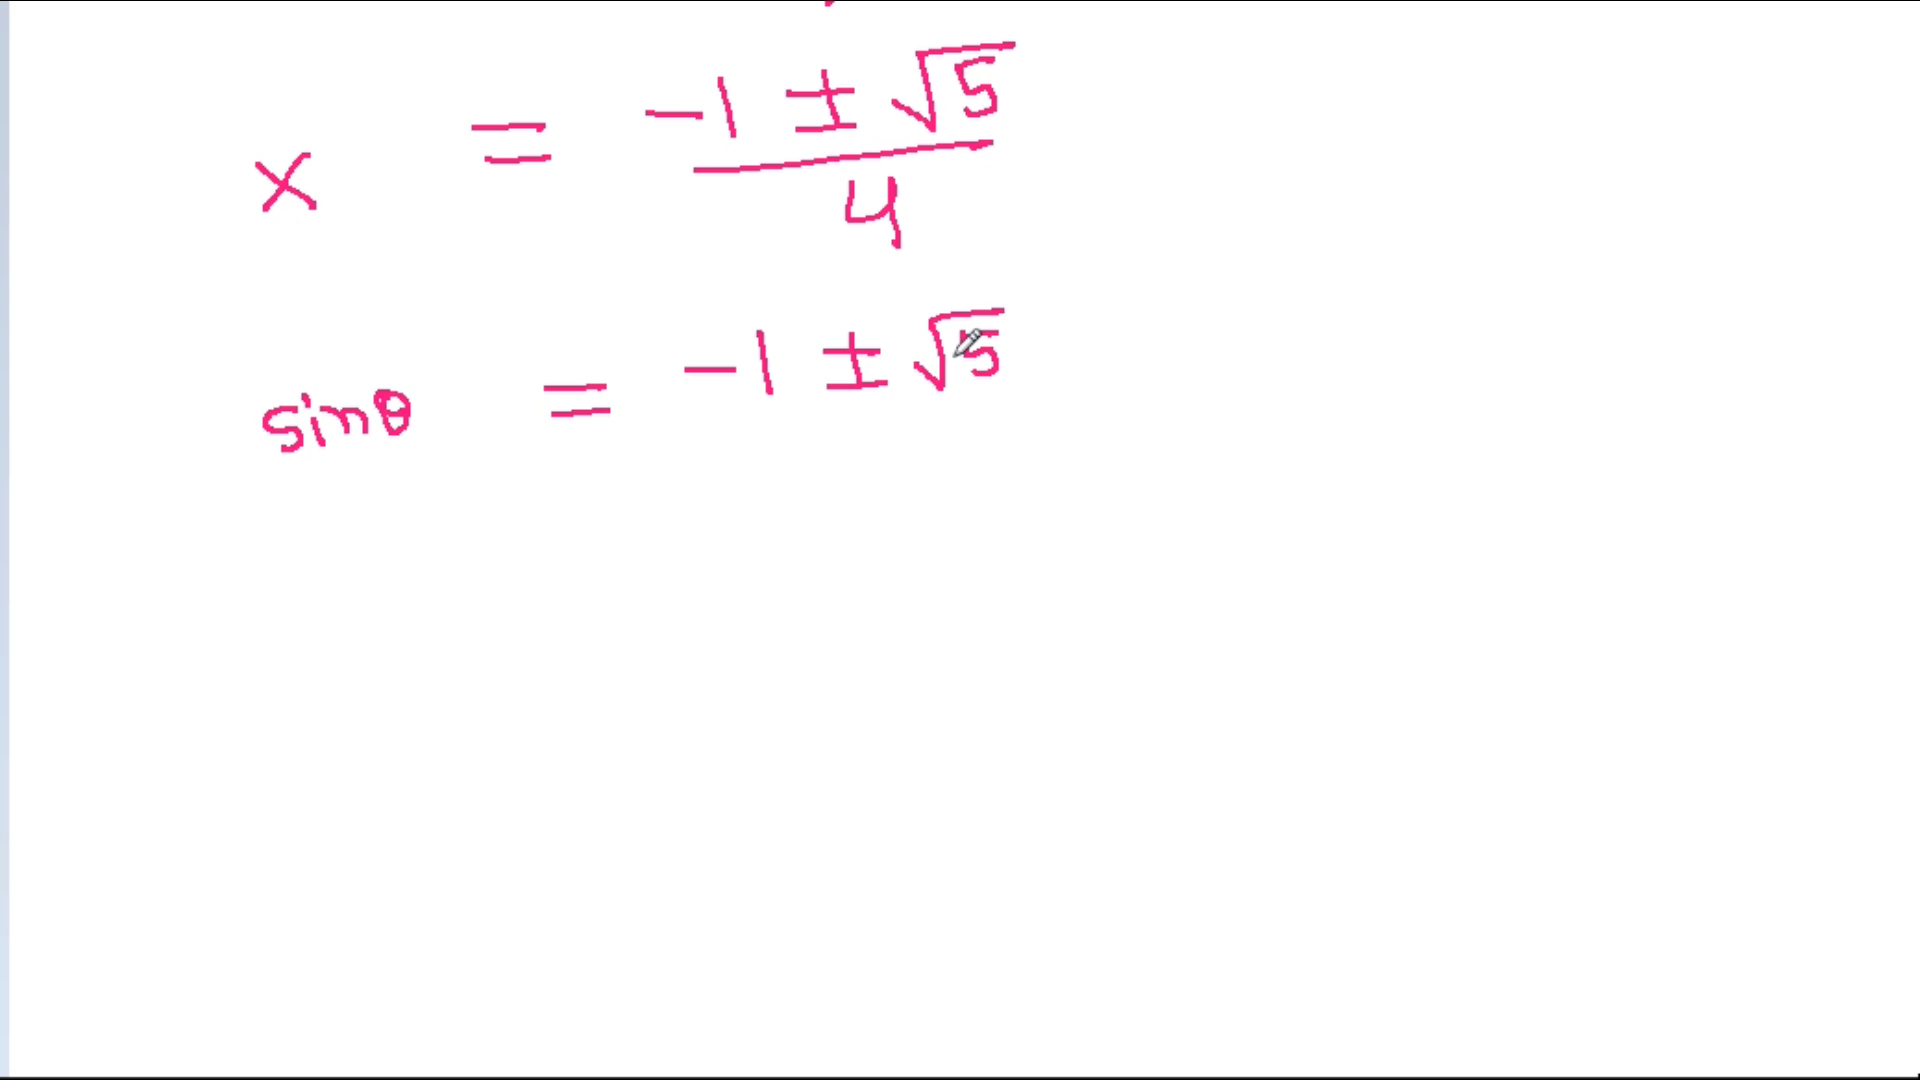 x = -1 ± √5 / 4
sinθ = -1 ± √5